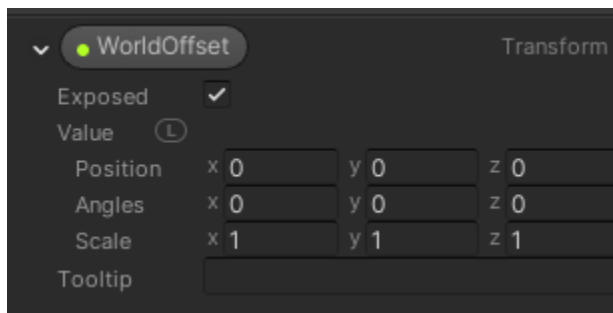 WorldOffset Transform
Exposed
Value L
Position x 0 y 0 z 0
Angles x 0 y 0 z 0
Scale x 1 y 1 z 1
Tooltip